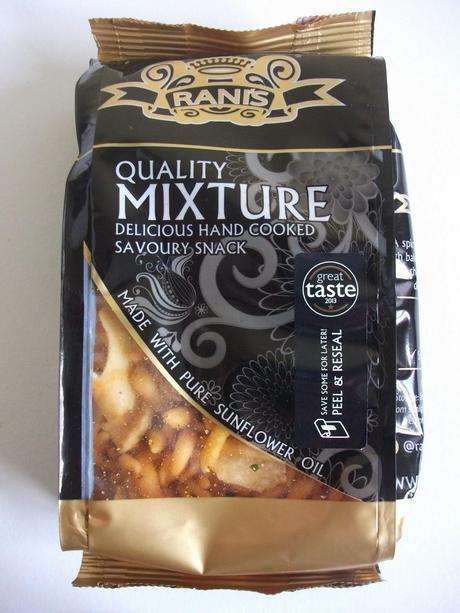 RANI'S
QUALITY
MIXTURE
DELICIOUS HAND COOKED
SAVOURY SNACK
MADE WITH PURE SUNFLOWER OIL
great
taste
2013
SAVE SOME FOR LATER!
PEEL & RESEAL